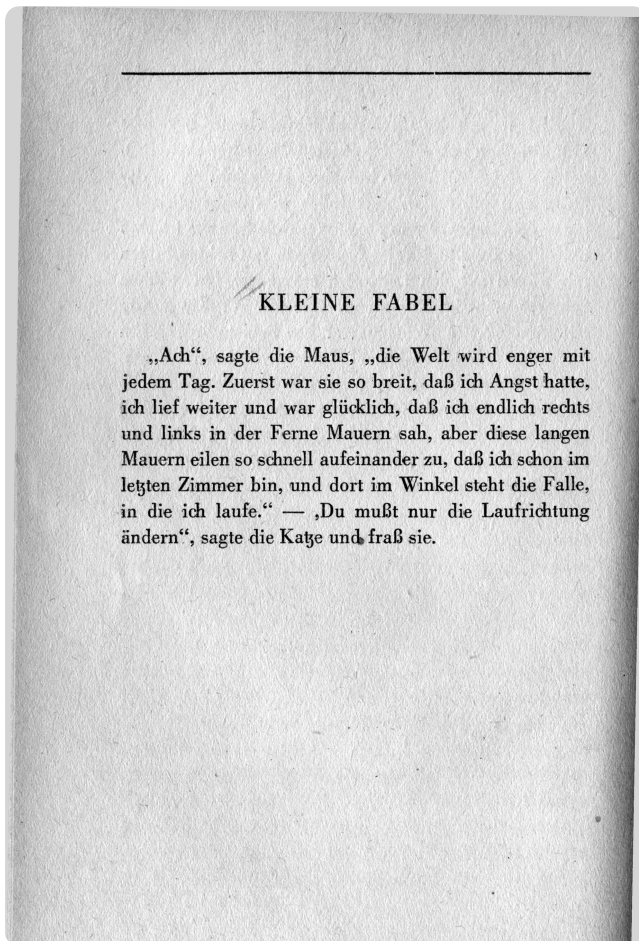 KLEINE FABEL
„Ach“, sagte die Maus, „die Welt wird enger mit
jedem Tag. Zuerst war sie so breit, daß ich Angst hatte,
ich lief weiter und war glücklich, daß ich endlich rechts
und links in der Ferne Mauern sah, aber diese langen
Mauern eilen so schnell aufeinander zu, daß ich schon im
letzten Zimmer bin, und dort im Winkel steht die Falle,
in die ich laufe.“ — ‚Du mußt nur die Laufrichtung
ändern“, sagte die Katze und fraß sie.